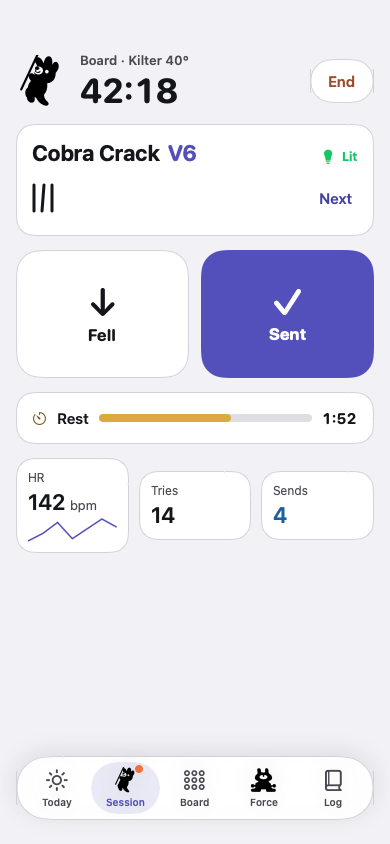 Board · Kilter 40°
42:18
End
Cobra Crack V6
Lit
Next
Fell
Sent
Rest
1:52
HR
142 bpm
Tries
14
Sends
4
Today
Session
Board
Force
Log